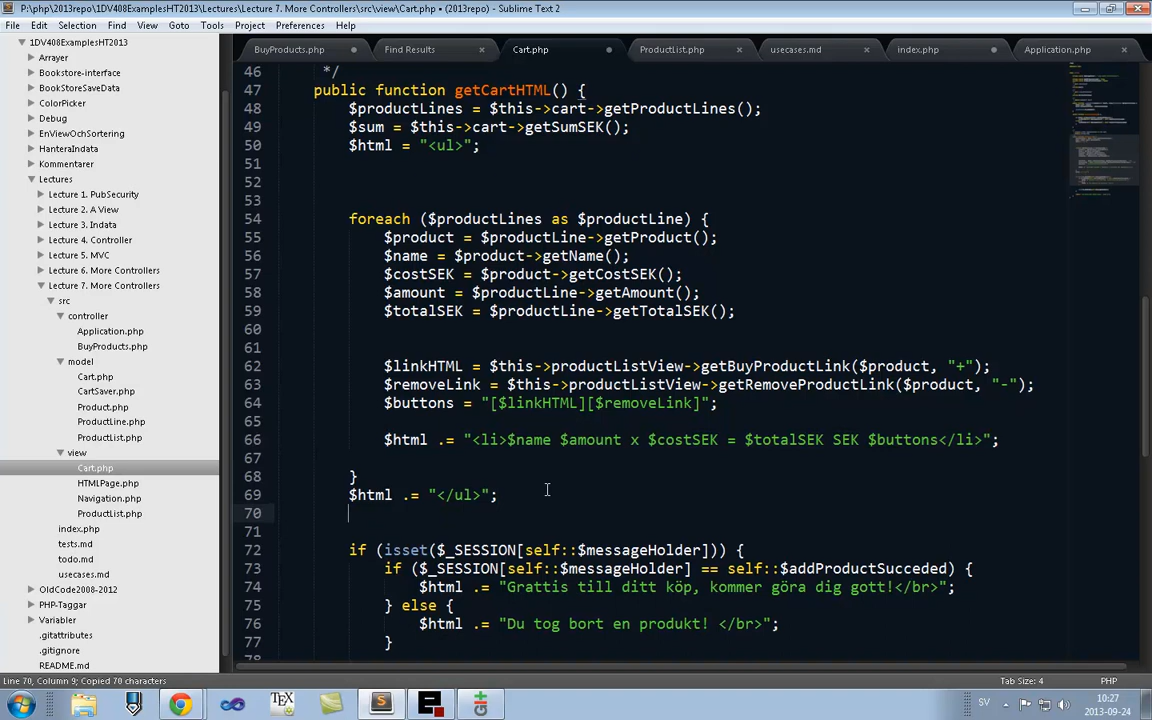 P:\php\2013repo\1DV408ExamplesHT2013\Lectures\Lecture 7. More Controllers\src\view\Cart.php • (2013repo) - Sublime Text 2
File Edit Selection Find View Goto Tools Project Preferences Help
1DV408ExamplesHT2013
Arrayer
Bookstore-interface
BookStoreSaveData
ColorPicker
Debug
EnViewOchSortering
HanteraIndata
Kommentarer
Lectures
Lecture 1. PubSecurity
Lecture 2. A View
Lecture 3. Indata
Lecture 4. Controller
Lecture 5. MVC
Lecture 6. More Controllers
Lecture 7. More Controllers
src
controller
Application.php
BuyProducts.php
model
Cart.php
CartSaver.php
Product.php
ProductLine.php
ProductList.php
view
Cart.php
HTMLPage.php
Navigation.php
ProductList.php
index.php
tests.md
todo.md
usecases.md
OldCode2008-2012
PHP-Taggar
Variabler
.gitattributes
.gitignore
README.md
BuyProducts.php Find Results Cart.php ProductList.php usecases.md index.php Application.php
46 */
47 public function getCartHTML() {
48 $productLines = $this->cart->getProductLines();
49 $sum = $this->cart->getSumSEK();
50 $html = "<ul>";
51
52
53
54 foreach ($productLines as $productLine) {
55 $product = $productLine->getProduct();
56 $name = $product->getName();
57 $costSEK = $product->getCostSEK();
58 $amount = $productLine->getAmount();
59 $totalSEK = $productLine->getTotalSEK();
60
61
62 $linkHTML = $this->productListView->getBuyProductLink($product, "+");
63 $removeLink = $this->productListView->getRemoveProductLink($product, "-");
64 $buttons = "[$linkHTML][$removeLink]";
65
66 $html .= "<li>$name $amount x $costSEK = $totalSEK SEK $buttons</li>";
67
68 }
69 $html .= "</ul>";
70
71
72 if (isset($_SESSION[self::$messageHolder])) {
73 if ($_SESSION[self::$messageHolder] == self::$addProductSucceded) {
74 $html .= "Grattis till ditt köp, kommer göra dig gott!</br>";
75 } else {
76 $html .= "Du tog bort en produkt! </br>";
77 }
78
Line 70, Column 9; Copied 70 characters Tab Size: 4 PHP
TEX SV 10:27
2013-09-24